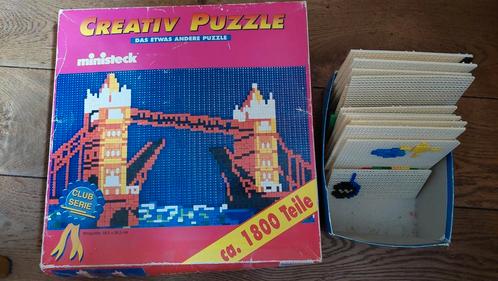 CREATIV PUZZLE
DAS ETWAS ANDERE PUZZLE
ministeck
CLUB
SERIE
ca. 1800 Teile